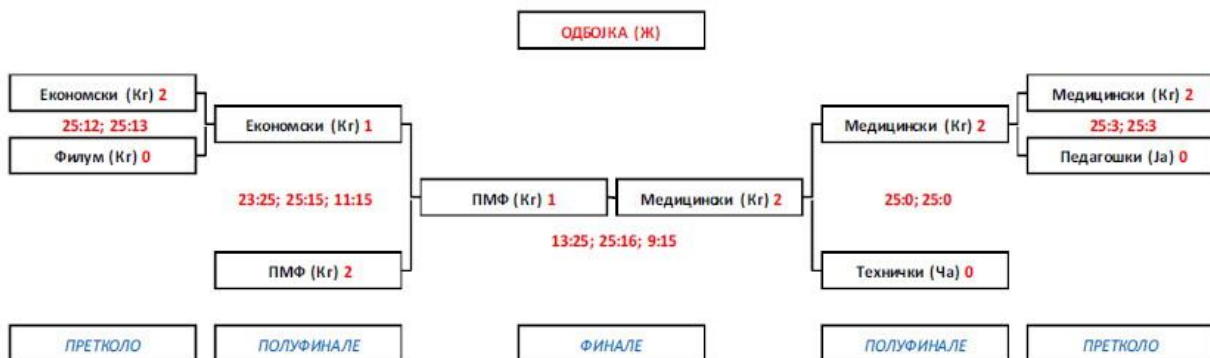 ОДБОЈКА (Ж)
Економски (Кг) 2
25:12; 25:13
Филум (Кг) 0
Економски (Кг) 1
23:25; 25:15; 11:15
ПМФ (Кг) 2
ПМФ (Кг) 1
Медицински (Кг) 2
13:25; 25:16; 9:15
Медицински (Кг) 2
25:0; 25:0
Технички (Ча) 0
Медицински (Кг) 2
25:3; 25:3
Педагошки (Ја) 0
ПРЕТКОЛО
ПОЛУФИНАЛЕ
ФИНАЛЕ
ПОЛУФИНАЛЕ
ПРЕТКОЛО